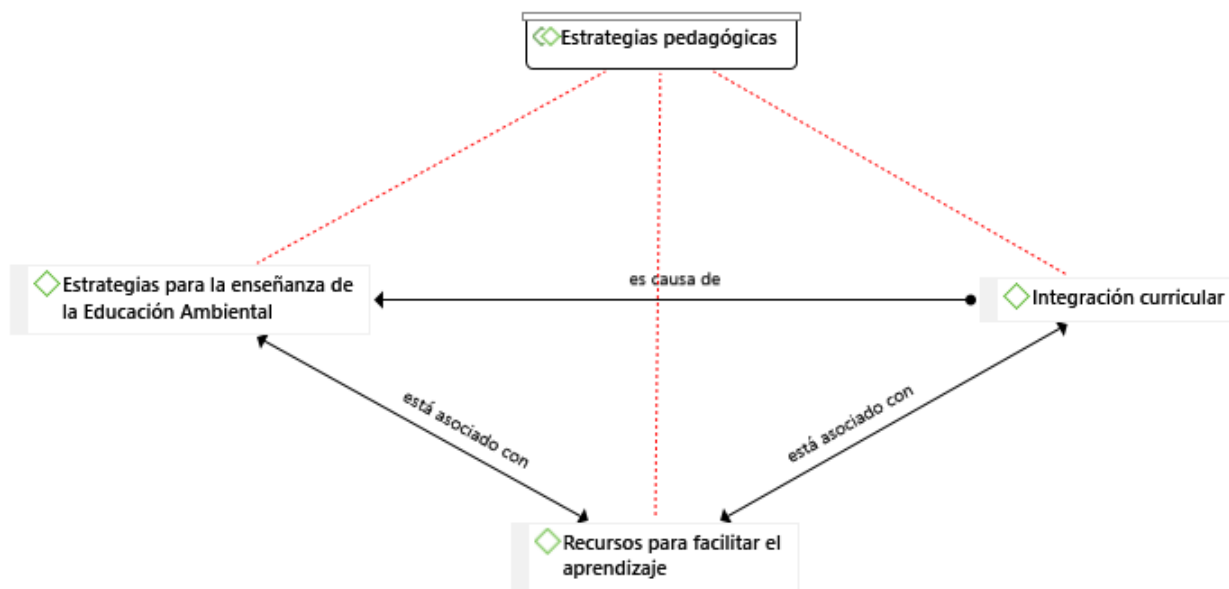 Estrategias pedagógicas
es causa de
Estrategias para la enseñanza de
la Educación Ambiental
Integración curricular
está asociado con
está asociado con
Recursos para facilitar el
aprendizaje